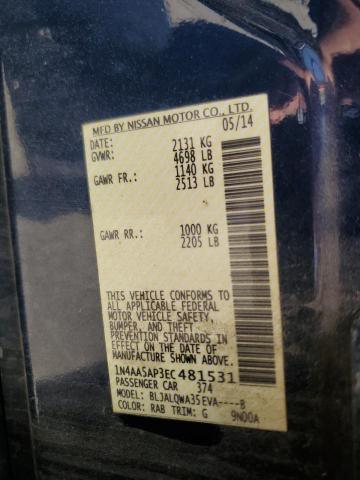 MFD BY NISSAN MOTOR CO., LTD.
DATE: 05/14
GVWR: 2131 KG
4698 LB
GAWR FR.: 1140 KG
2513 LB
GAWR RR.: 1000 KG
2205 LB
THIS VEHICLE CONFORMS TO
ALL APPLICABLE FEDERAL
MOTOR VEHICLE SAFETY,
BUMPER, AND THEFT
PREVENTION STANDARDS IN
EFFECT ON THE DATE OF
MANUFACTURE SHOWN ABOVE.
1N4AA5AP3EC481531
PASSENGER CAR 374
MODEL: BLJALQWA35EVA----B
COLOR: RAB TRIM: G 9N00A